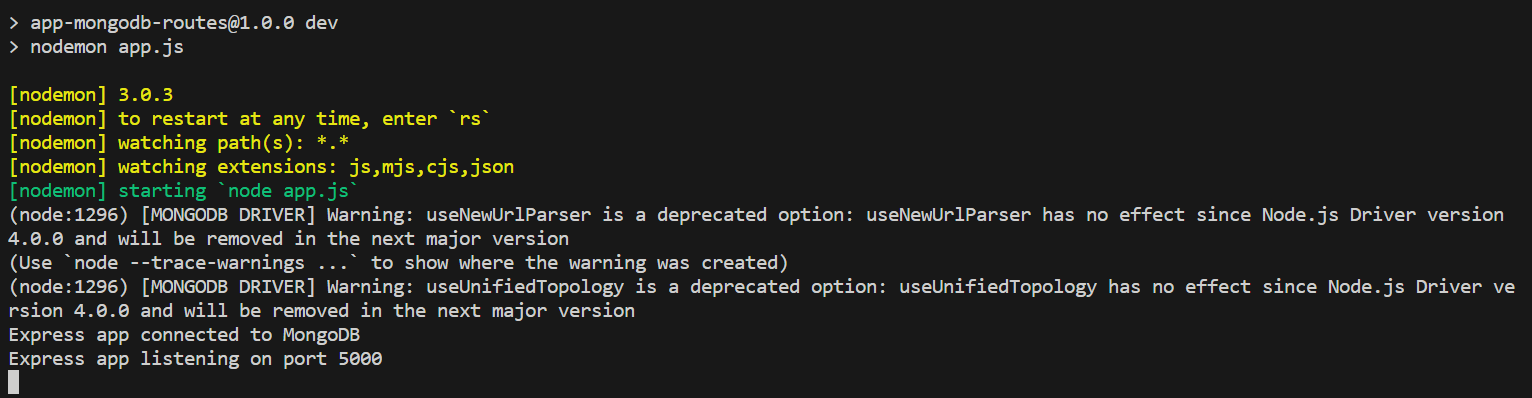 > app-mongodb-routes@1.0.0 dev
> nodemon app.js
[nodemon] 3.0.3
[nodemon] to restart at any time, enter `rs`
[nodemon] watching path(s): *.*
[nodemon] watching extensions: js,mjs,cjs,json
[nodemon] starting `node app.js`
(node:1296) [MONGODB DRIVER] Warning: useNewUrlParser is a deprecated option: useNewUrlParser has no effect since Node.js Driver version
4.0.0 and will be removed in the next major version
(Use `node --trace-warnings ...` to show where the warning was created)
(node:1296) [MONGODB DRIVER] Warning: useUnifiedTopology is a deprecated option: useUnifiedTopology has no effect since Node.js Driver ve
rsion 4.0.0 and will be removed in the next major version
Express app connected to MongoDB
Express app listening on port 5000